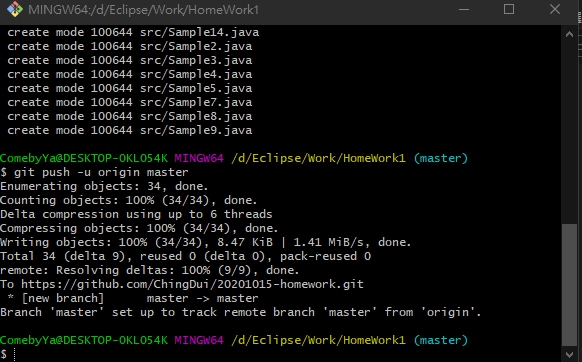 MINGW64:/d/Eclipse/Work/HomeWork1
create mode 100644 src/Sample14.java
create mode 100644 src/Sample2.java
create mode 100644 src/Sample3.java
create mode 100644 src/Sample4.java
create mode 100644 src/Sample5.java
create mode 100644 src/Sample7.java
create mode 100644 src/Sample8.java
create mode 100644 src/Sample9.java
ComebyYa@DESKTOP-OKLO54K MINGW64 /d/Eclipse/Work/HomeWork1 (master)
$ git push -u origin master
Enumerating objects: 34, done.
Counting objects: 100% (34/34), done.
Delta compression using up to 6 threads
Compressing objects: 100% (34/34), done.
Writing objects: 100% (34/34), 8.47 KiB | 1.41 MiB/s, done.
Total 34 (delta 9), reused 0 (delta 0), pack-reused 0
remote: Resolving deltas: 100% (9/9), done.
To https://github.com/ChingDui/20201015-homework.git
* [new branch]      master -> master
Branch 'master' set up to track remote branch 'master' from 'origin'.
ComebyYa@DESKTOP-OKLO54K MINGW64 /d/Eclipse/Work/HomeWork1 (master)
$